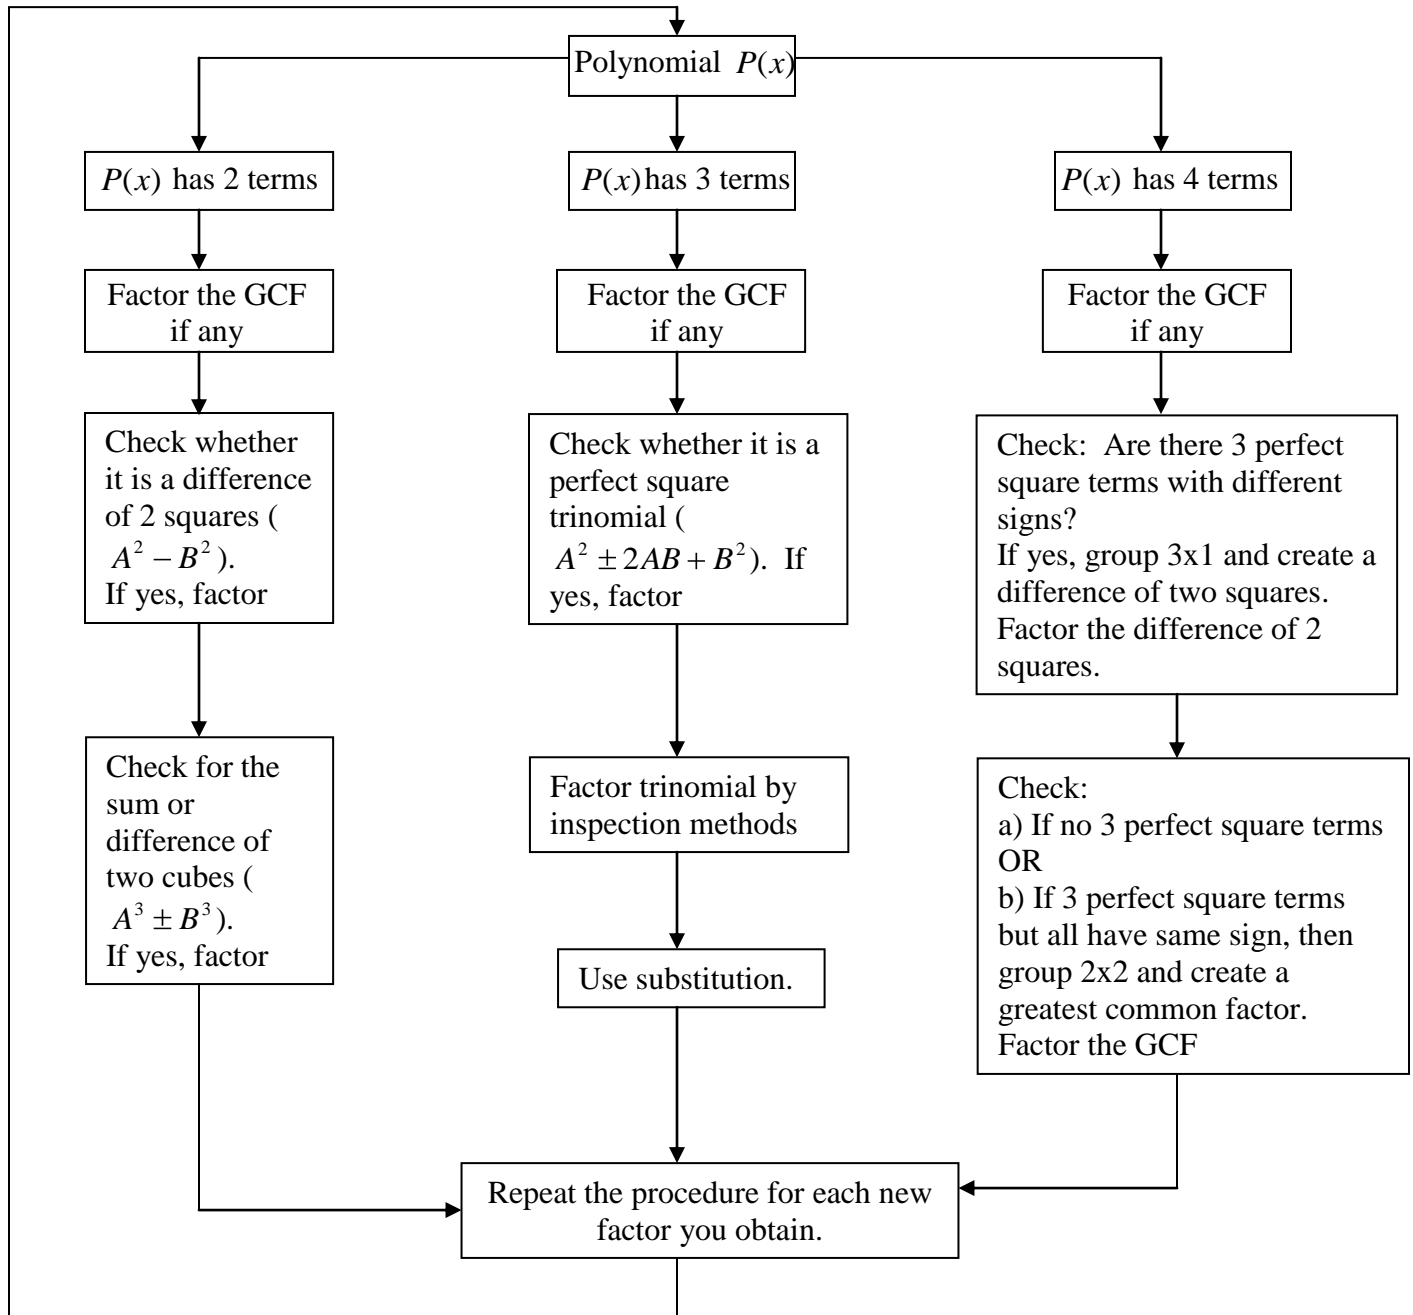 Polynomial P(x)
P(x) has 2 terms
Factor the GCF
if any
Check whether
it is a difference
of 2 squares (
A² − B² ).
If yes, factor
Check for the
sum or
difference of
two cubes (
A³ ± B³ ).
If yes, factor
P(x) has 3 terms
Factor the GCF
if any
Check whether it is a
perfect square
trinomial (
A² ± 2AB + B² ). If
yes, factor
Factor trinomial by
inspection methods
Use substitution.
P(x) has 4 terms
Factor the GCF
if any
Check: Are there 3 perfect
square terms with different
signs?
If yes, group 3x1 and create a
difference of two squares.
Factor the difference of 2
squares.
Check:
a) If no 3 perfect square terms
OR
b) If 3 perfect square terms
but all have same sign, then
group 2x2 and create a
greatest common factor.
Factor the GCF
Repeat the procedure for each new
factor you obtain.